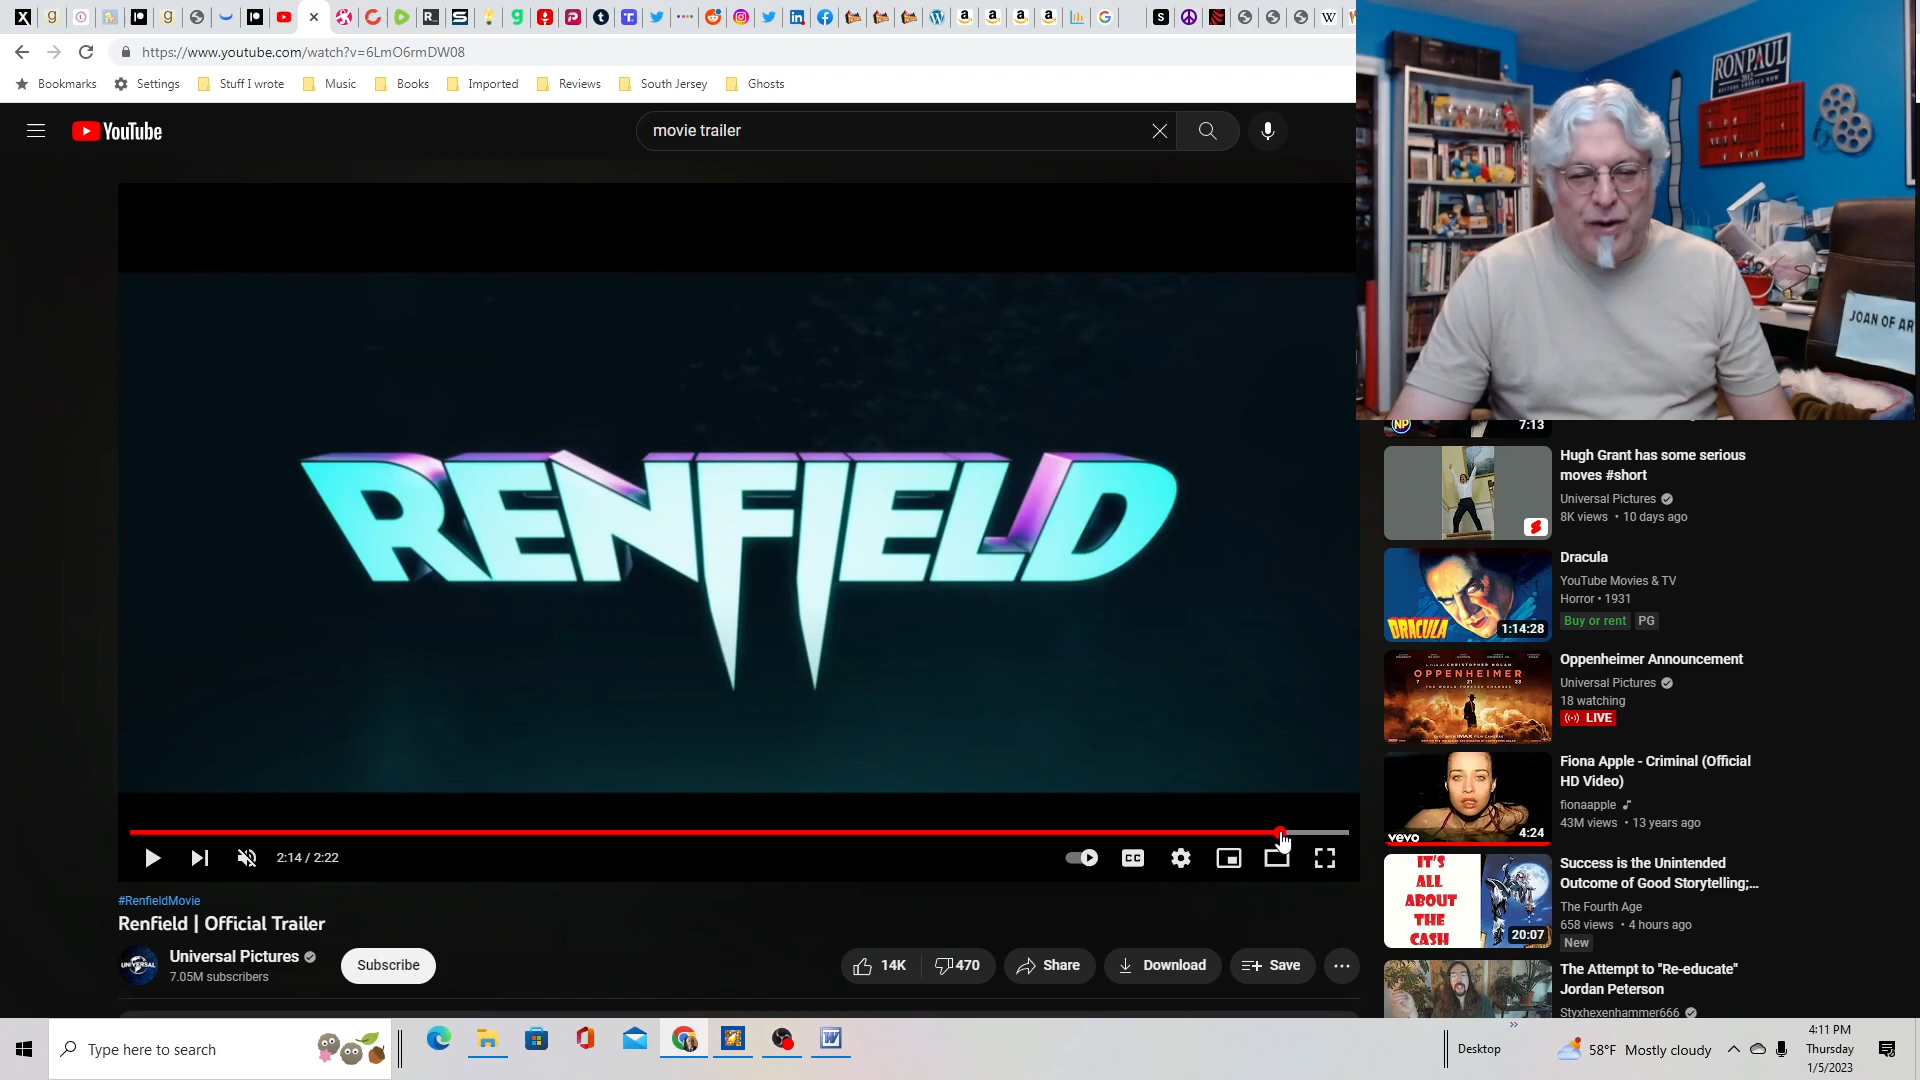 https://www.youtube.com/watch?v=6LmO6rmDW08
Bookmarks Settings Stuff I wrote Music Books Imported Reviews South Jersey Ghosts
YouTube
movie trailer
RON PAUL
2012
JOAN OF AR
RENFIELD
2:14 / 2:22
CC
#RenfieldMovie
Renfield | Official Trailer
UNIVERSAL
Universal Pictures
7.05M subscribers
Subscribe
14K
470
Share
Download
Save
NP
7:13
Hugh Grant has some serious
moves #short
Universal Pictures
8K views • 10 days ago
DRACULA
1:14:28
Dracula
YouTube Movies & TV
Horror • 1931
Buy or rent PG
OPPENHEIMER
Oppenheimer Announcement
Universal Pictures
18 watching
LIVE
vevo
4:24
Fiona Apple - Criminal (Official
HD Video)
fionaapple
43M views • 13 years ago
IT'S
ALL
ABOUT
THE
CASH
20:07
Success is the Unintended
Outcome of Good Storytelling;...
The Fourth Age
658 views • 4 hours ago
New
The Attempt to "Re-educate"
Jordan Peterson
Styxhexenhammer666
Type here to search
Desktop
58°F Mostly cloudy
4:11 PM
Thursday
1/5/2023